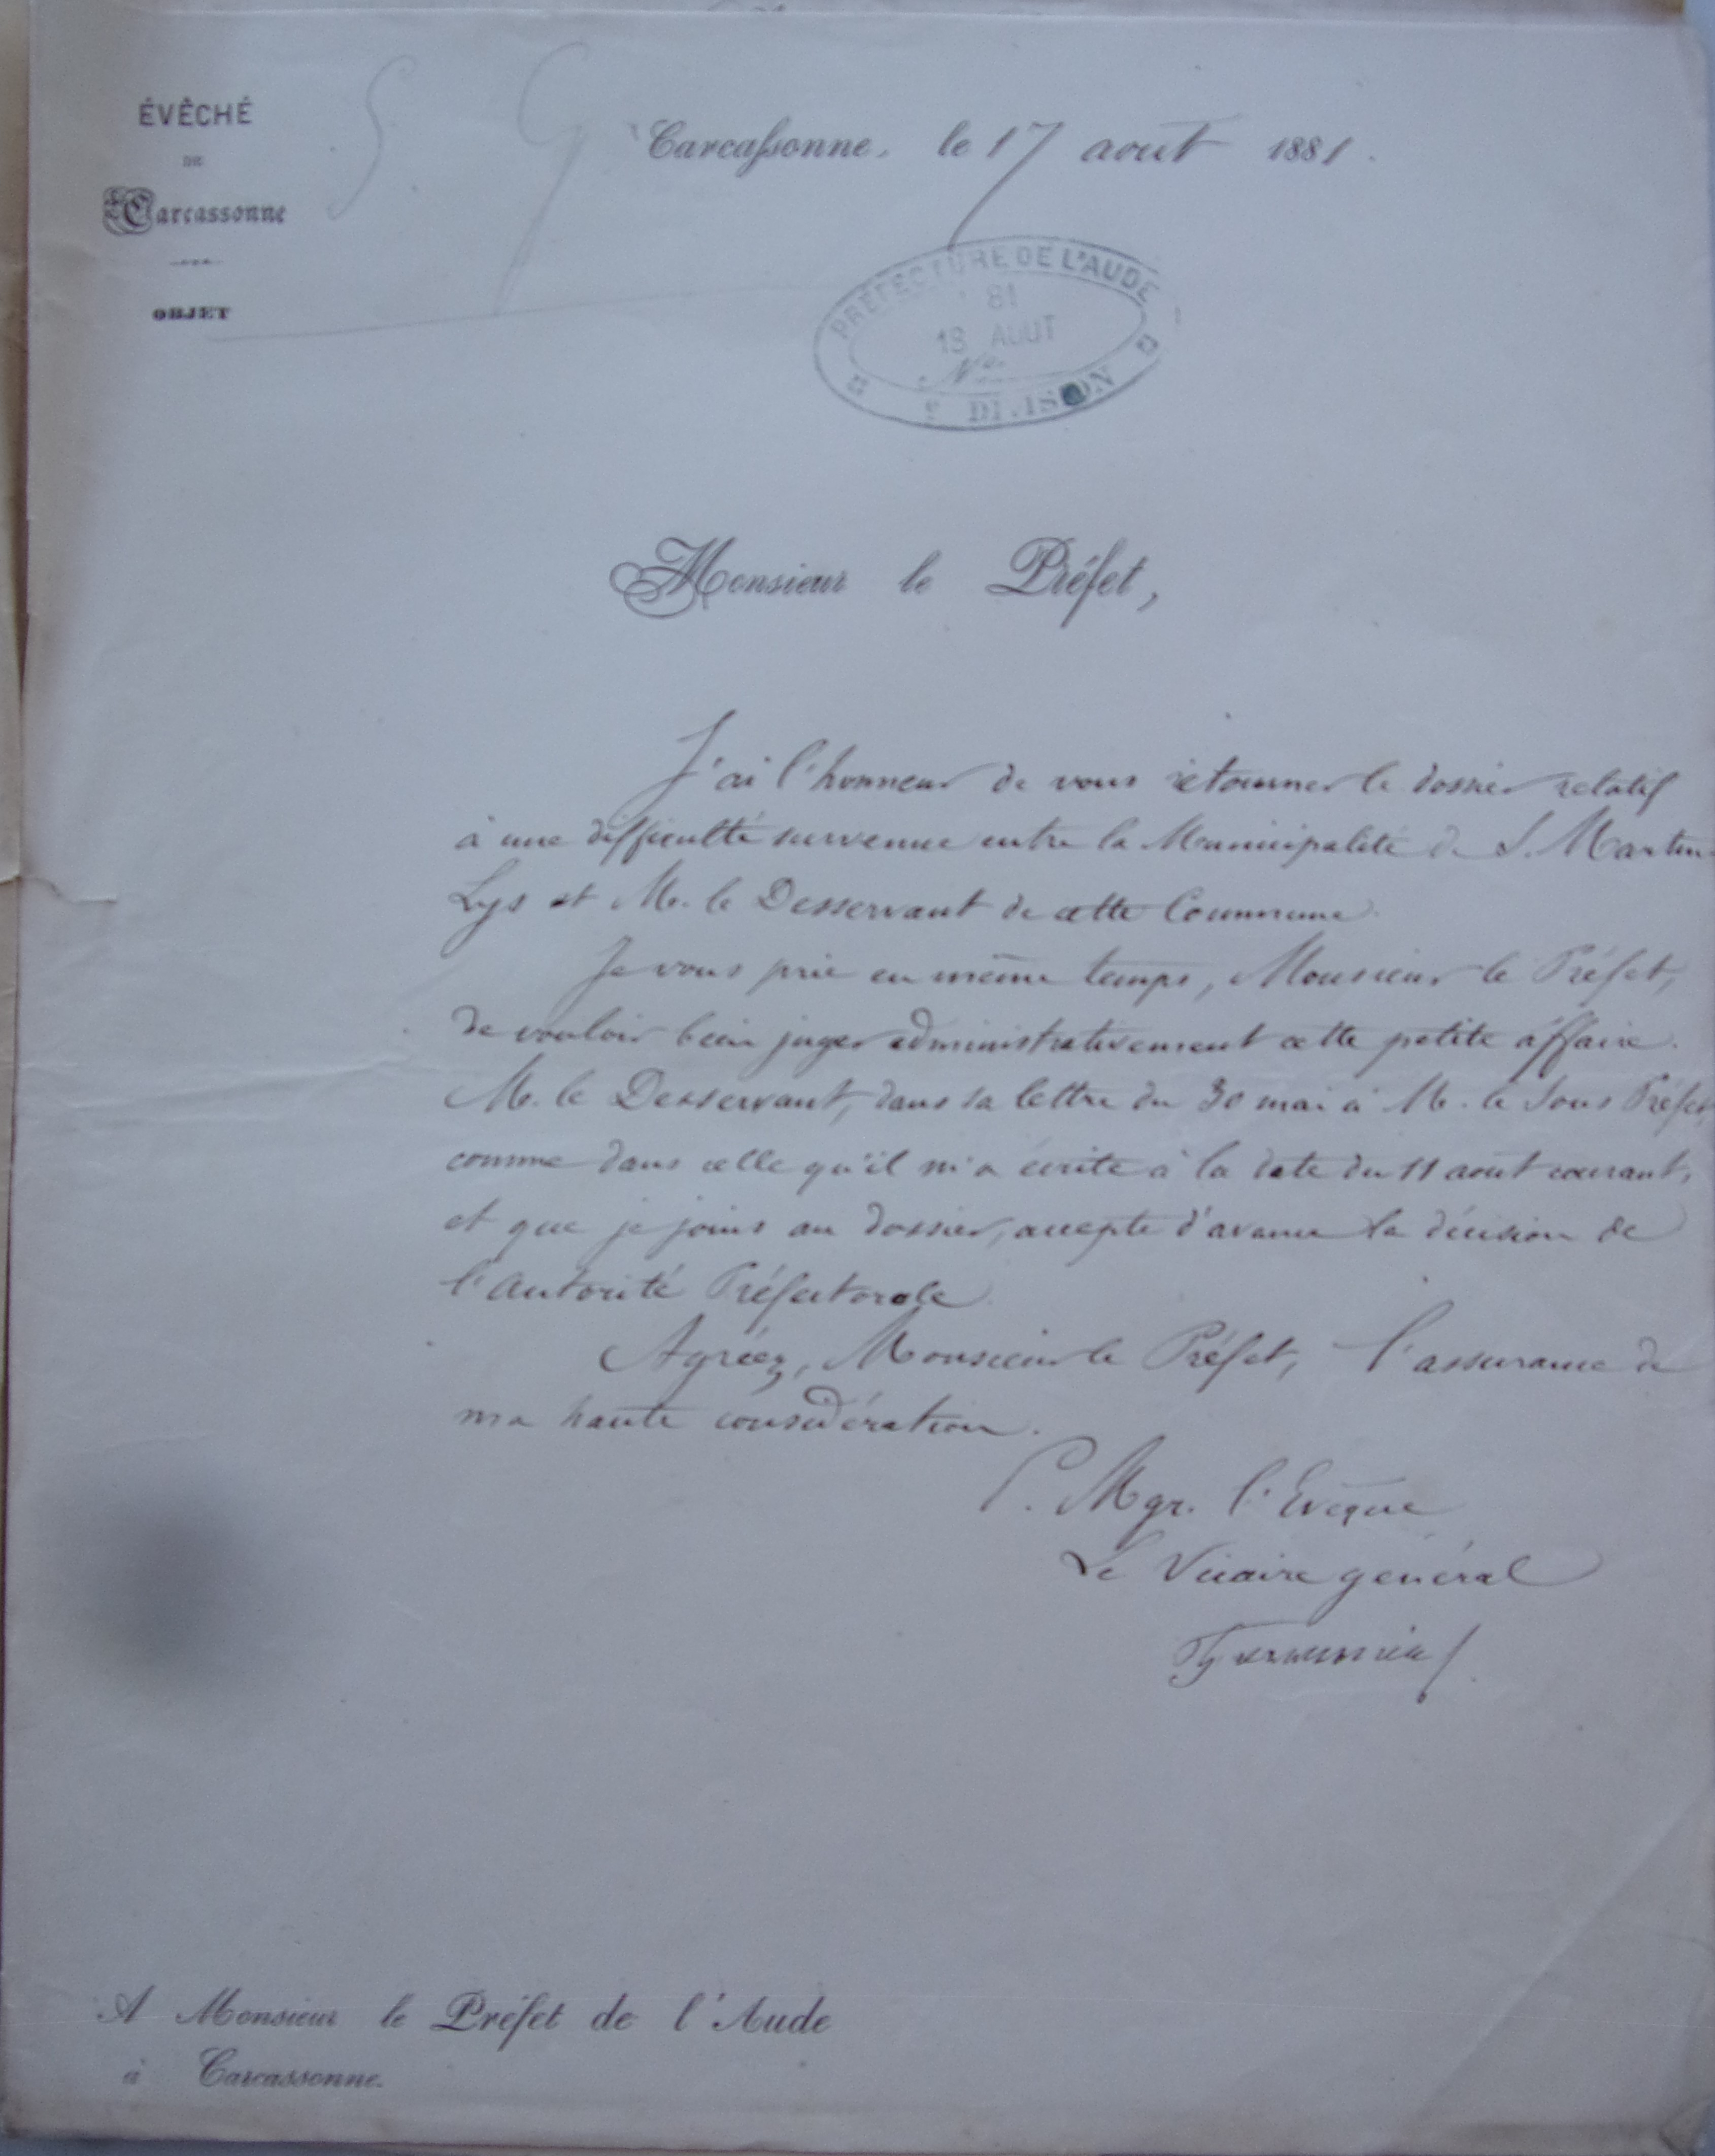 ÉVÊCHÉ
DE
Carcassonne
OBJET
S. G.
Carcassonne, le 17 aout 1881.
PRÉFECTURE DE L'AUDE
81
18 AOUT
No
DIVISION
Monsieur le Préfet,
J'ai l'honneur de vous retourner le dossier relatif
à une difficulté survenue entre la Municipalité de S. Martin
Lys et M. le Desservant de cette Commune.
Je vous prie en même temps, Monsieur le Préfet,
de vouloir bien juger administrativement cette petite affaire.
M. le Desservant, dans sa lettre du 30 mai à M. le Sous Préfet,
comme dans celle qu'il m'a écrite à la date du 11 aout courant,
et que je joins au dossier, accepte d'avance la décision de
l'autorité Préfectorale.
Agréez, Monsieur le Préfet, l'assurance de
ma haute considération.
P. Mgr. l'Evêque
Le Vicaire général
A Monsieur le Préfet de l'Aude
à Carcassonne.